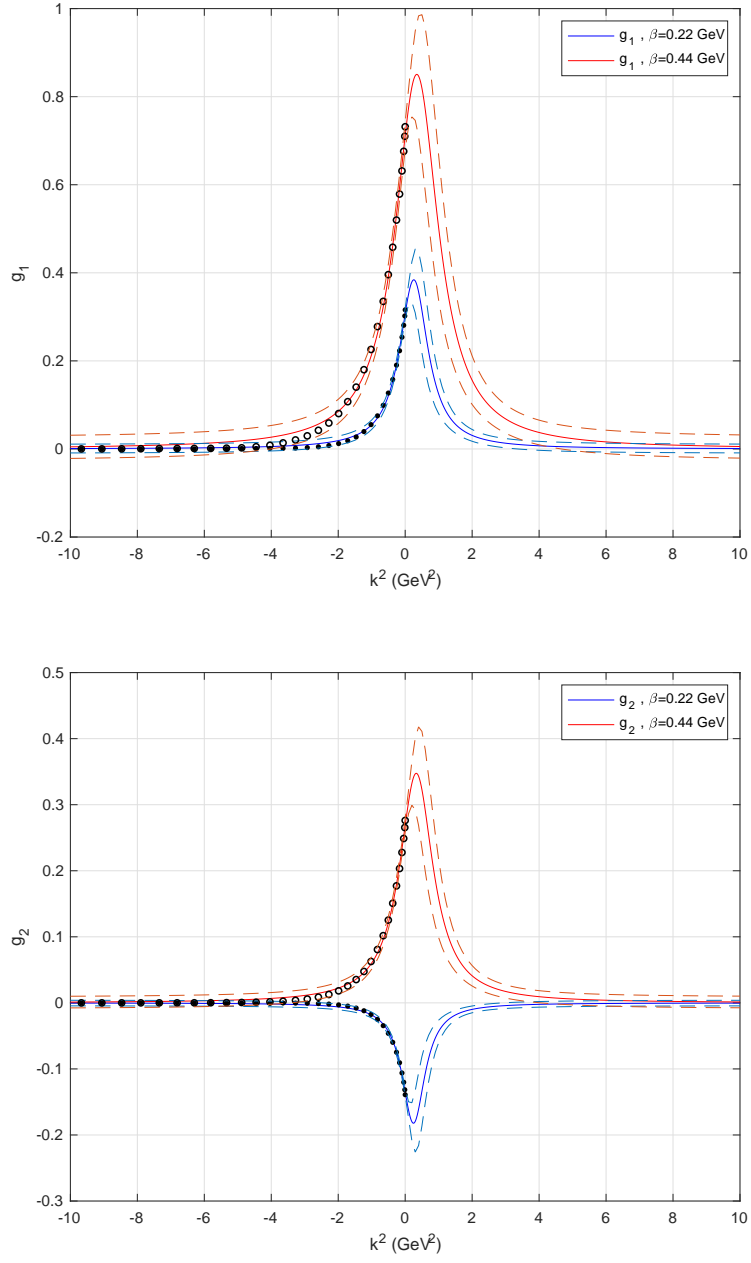 1
0.8
0.6
0.4
0.2
0
-0.2
g1
g1 , β=0.22 GeV
g1 , β=0.44 GeV
-10 -8 -6 -4 -2 0 2 4 6 8 10
k² (GeV²)
0.5
0.4
0.3
0.2
0.1
0
-0.1
-0.2
-0.3
g2
g2 , β=0.22 GeV
g2 , β=0.44 GeV
-10 -8 -6 -4 -2 0 2 4 6 8 10
k² (GeV²)